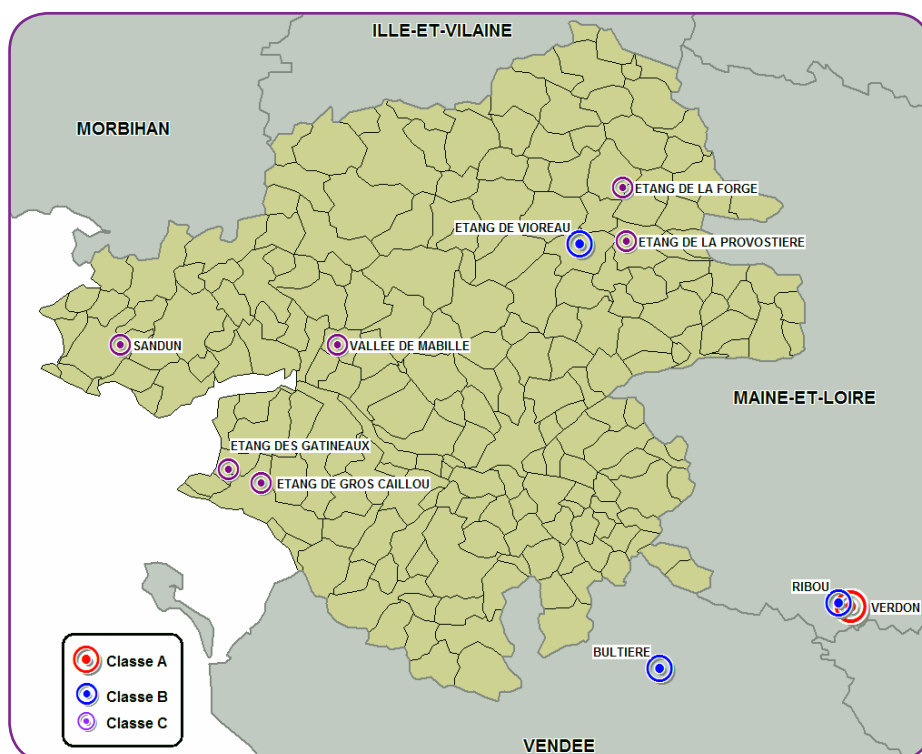 ILLE-ET-VILAINE
MORBIHAN
ETANG DE LA FORGE
ETANG DE VIOREAU
ETANG DE LA PROVOSTIERE
SANDUN
VALLEE DE MABILLE
MAINE-ET-LOIRE
ETANG DES GATINEAUX
ETANG DE GROS CAILLOU
RIBOU
VERDON
BULTIERE
Classe A
Classe B
Classe C
VENDEE